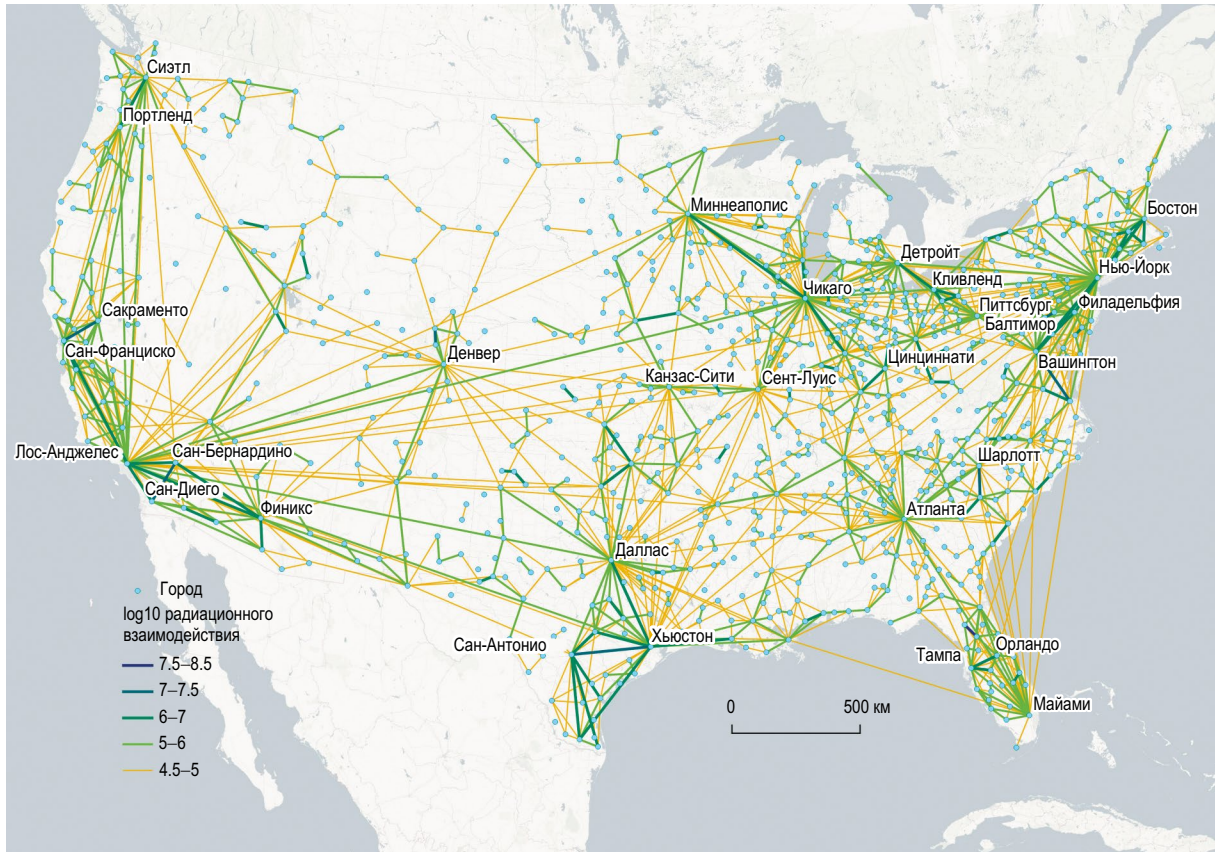 Сиэтл
Портленд
Миннеаполис
Бостон
Детройт
Нью-Йорк
Кливленд
Чикаго
Питтсбург
Филадельфия
Сакраменто
Балтимор
Сан-Франциско
Денвер
Цинциннати
Вашингтон
Канзас-Сити
Сент-Луис
Лос-Анджелес
Сан-Бернардино
Шарлотт
Сан-Диего
Финикс
Атланта
Даллас
Город
log10 радиационного
взаимодействия
Сан-Антонио
Хьюстон
Орландо
Тампа
7.5–8.5
7–7.5
6–7
5–6
4.5–5
0 500 км
Майами